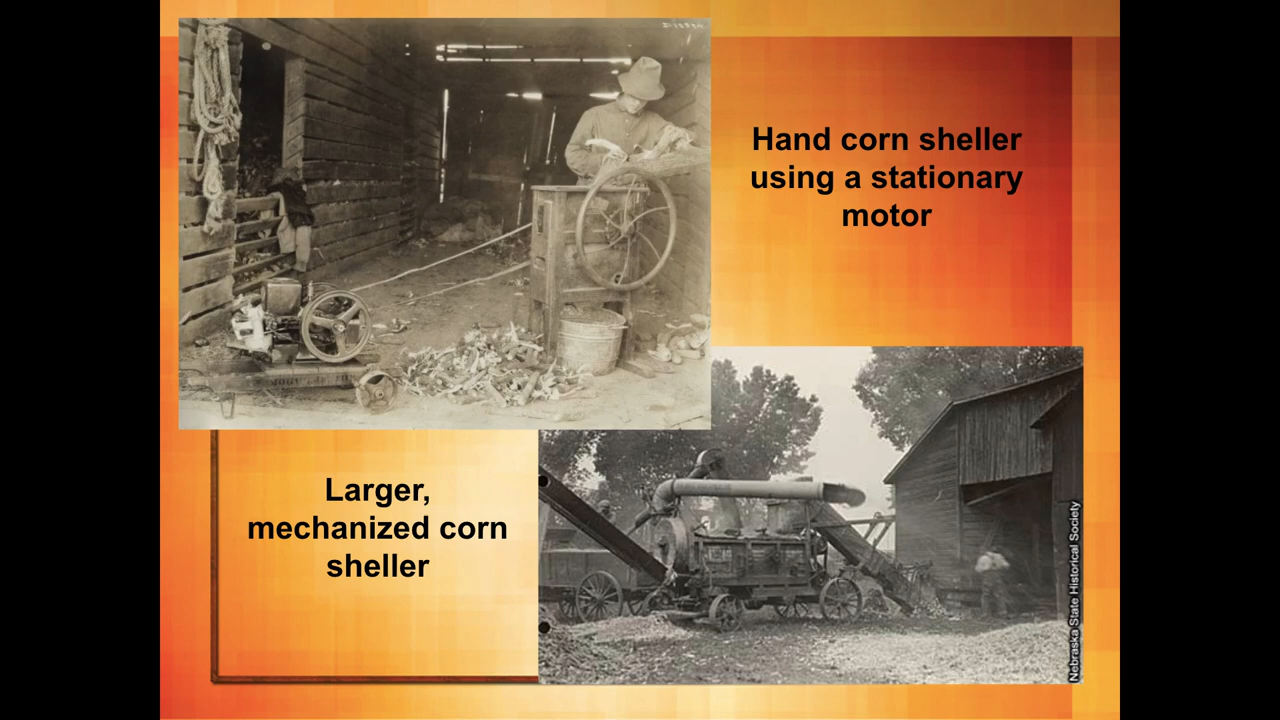 Hand corn sheller
using a stationary
motor
Larger,
mechanized corn
sheller
Nebraska State Historical Society